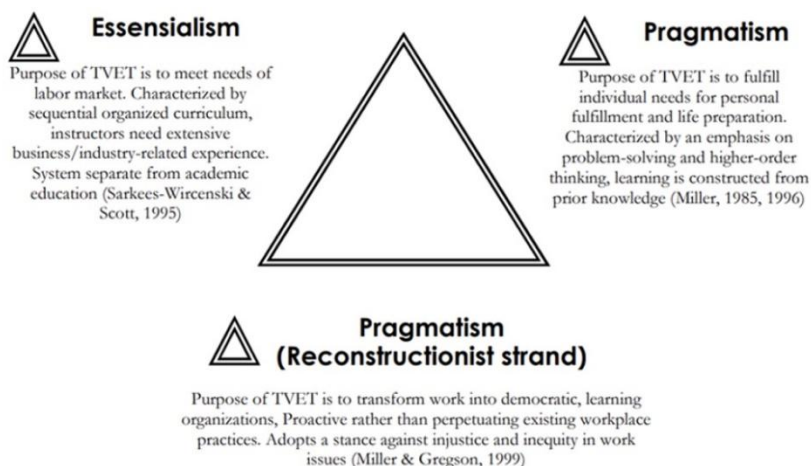 Essensialism
Purpose of TVET is to meet needs of
labor market. Characterized by
sequential organized curriculum,
instructors need extensive
business/industry-related experience.
System separate from academic
education (Sarkees-Wircenski &
Scott, 1995)
Pragmatism
Purpose of TVET is to fulfill
individual needs for personal
fulfillment and life preparation.
Characterized by an emphasis on
problem-solving and higher-order
thinking, learning is constructed from
prior knowledge (Miller, 1985, 1996)
Pragmatism
(Reconstructionist strand)
Purpose of TVET is to transform work into democratic, learning
organizations, Proactive rather than perpetuating existing workplace
practices. Adopts a stance against injustice and inequity in work
issues (Miller & Gregson, 1999)